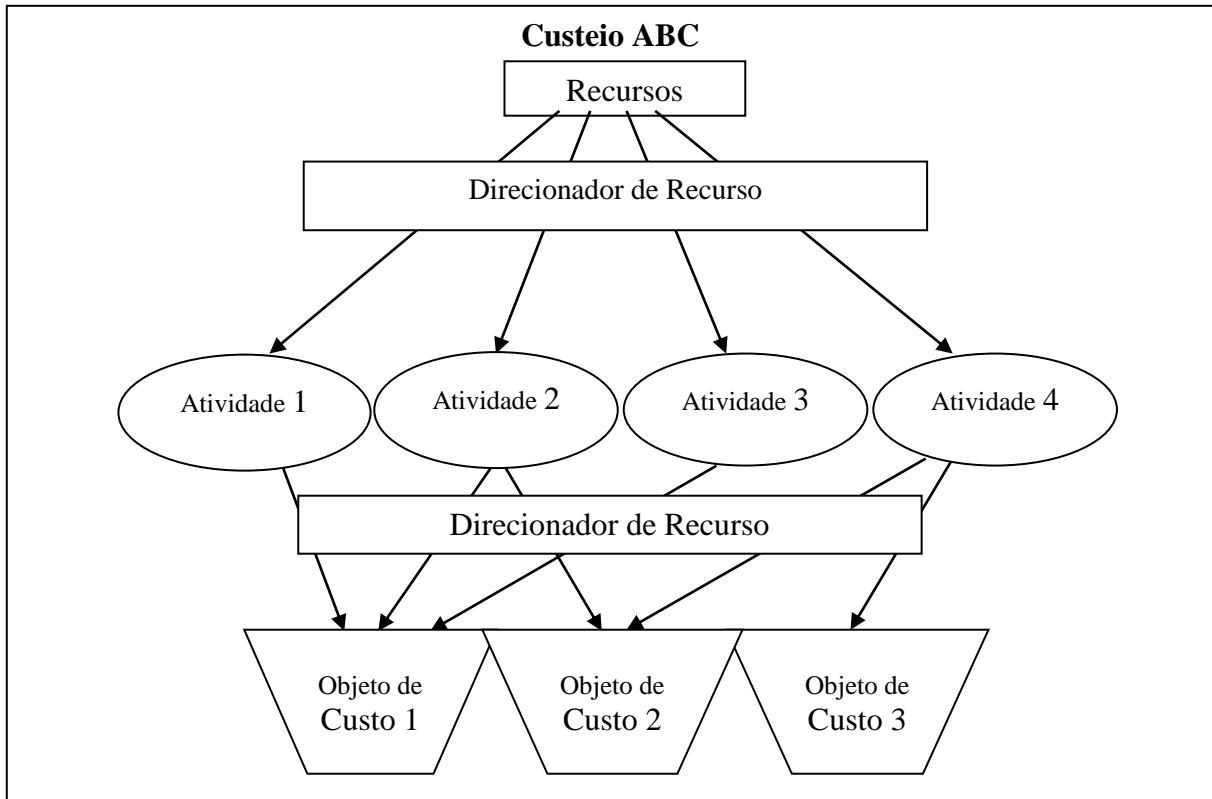 Custeio ABC
Recursos
Direcionador de Recurso
Atividade 1
Atividade 2
Atividade 3
Atividade 4
Direcionador de Recurso
Objeto de
Custo 1
Objeto de
Custo 2
Objeto de
Custo 3